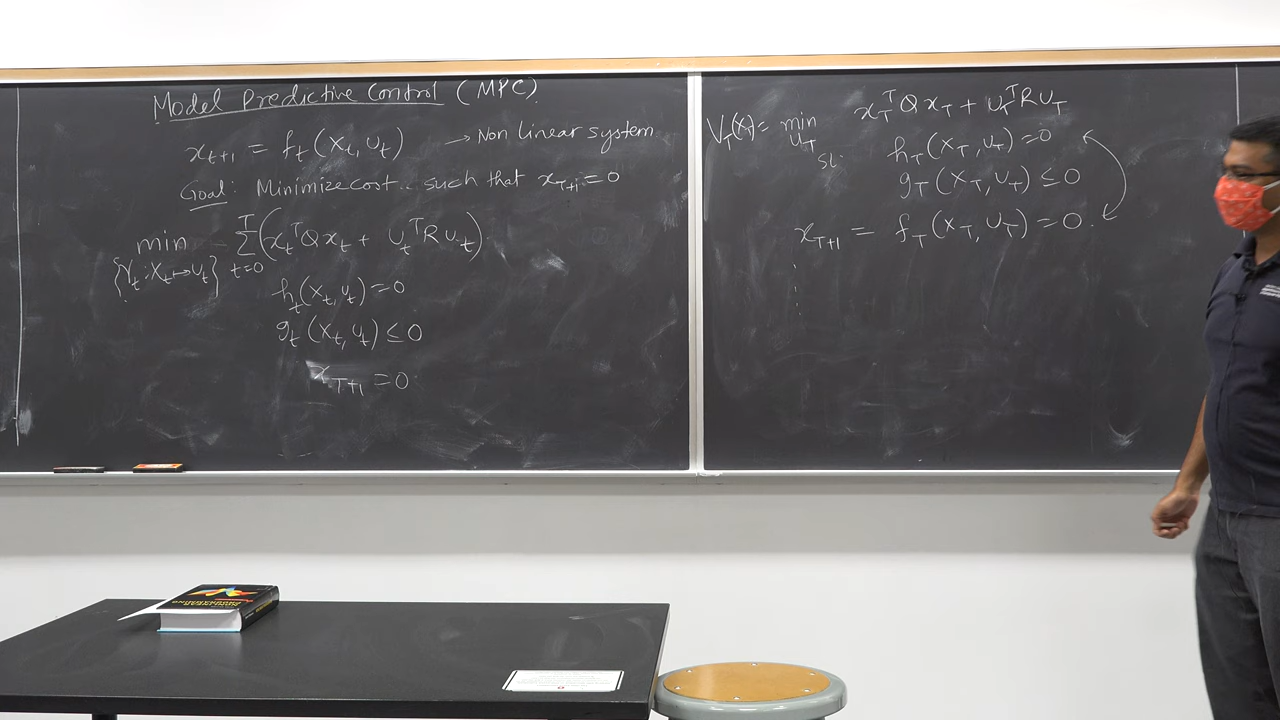 Model Predictive Control (MPC).
x_{t+1} = f_t(x_t, u_t) → Non linear system
Goal: Minimize cost.. such that x_{T+1} = 0
min Σ_{t=0}^{T} (x_t^T Q x_t + u_t^T R u_t)
{γ_t : x_t ↦ u_t}
h_t(x_t, u_t) = 0
g_t(x_t, u_t) ≤ 0
x_{T+1} = 0
V_T(x_T) = min_{u_T} x_T^T Q x_T + u_T^T R u_T
st. h_T(x_T, u_T) = 0
g_T(x_T, u_T) ≤ 0
x_{T+1} = f_T(x_T, u_T) = 0